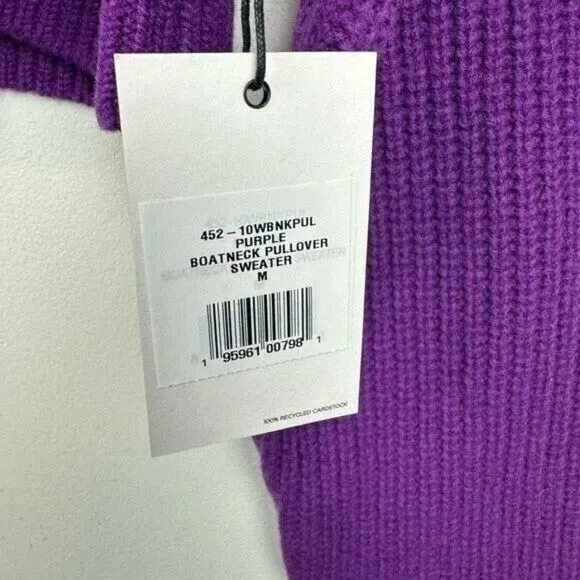 452-10WBNKPUL
PURPLE
BOATNECK PULLOVER
SWEATER
M
1 95961 00798 1
100% RECYCLED CARDSTOCK